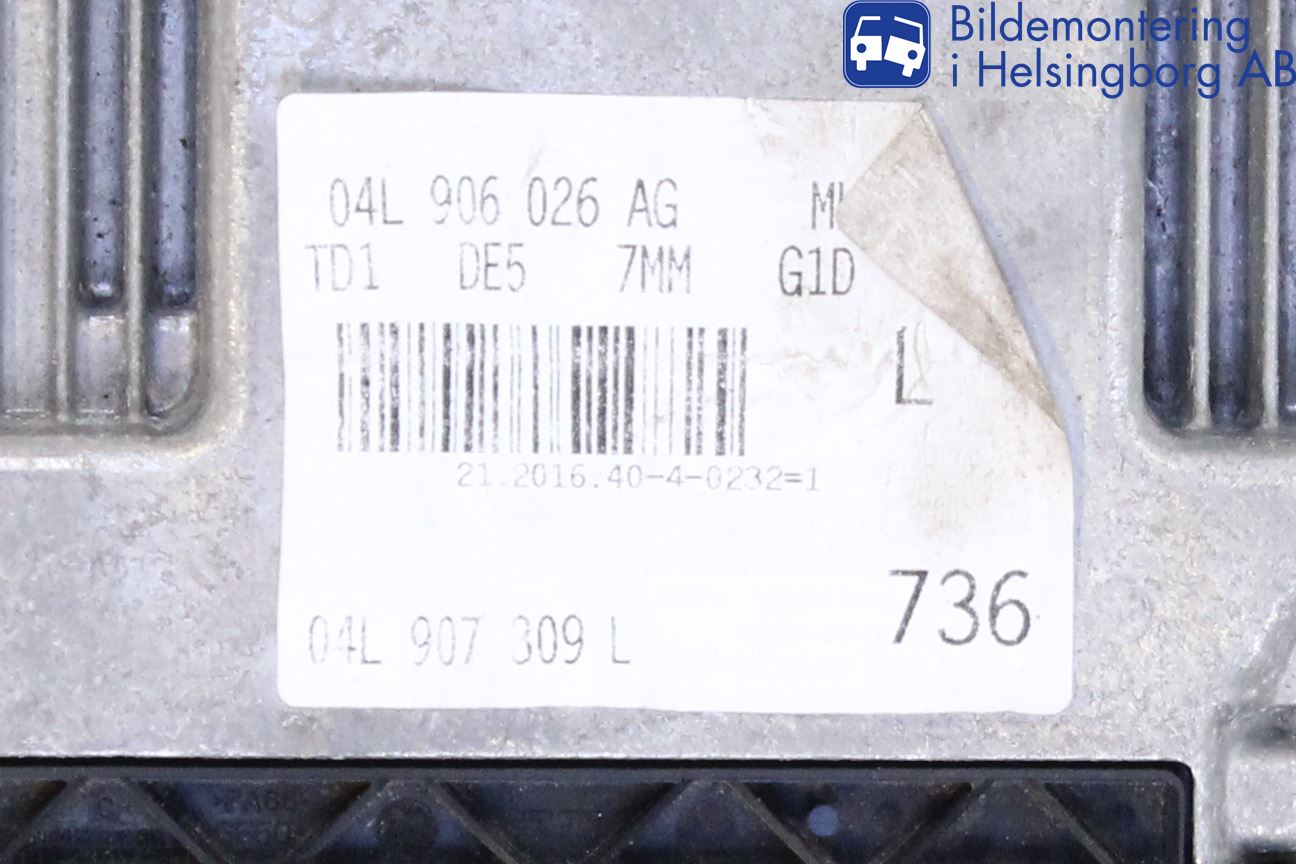 Bildemontering
i Helsingborg AB
04L 906 026 AG
TD1 DE5 7MM G1D
L
21.2016.40-4-0232=1
736
04L 907 309 L